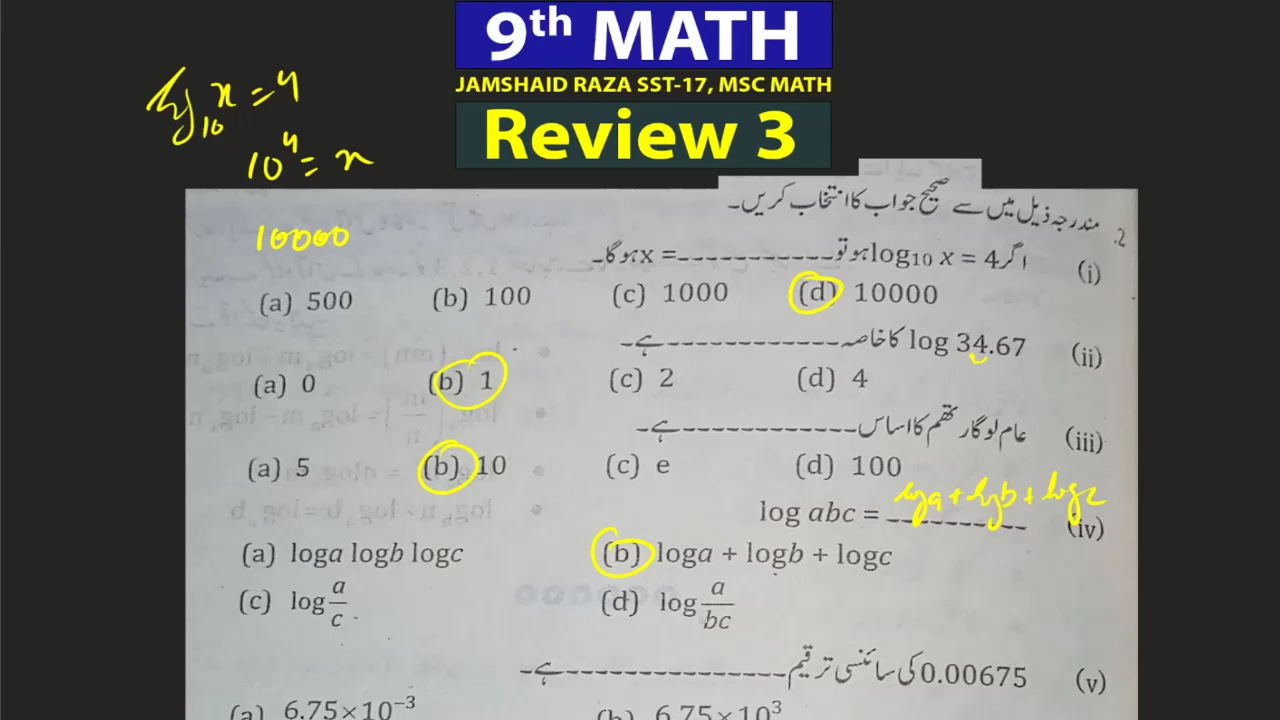 9th MATH
JAMSHAID RAZA SST-17, MSC MATH
Review 3
log10 x = 4
10^4 = x
10000
2. مندرجہ ذیل میں سے صحیح جواب کا انتخاب کریں۔
(i) اگر log10 x = 4 ہو تو ------------ = x ہوگا۔
(a) 500 (b) 100 (c) 1000 (d) 10000
(ii) log 34.67 کا خاصہ ------------ ہے۔
(a) 0 (b) 1 (c) 2 (d) 4
(iii) عام لوگارتھم کا اساس ------------ ہے۔
(a) 5 (b) 10 (c) e (d) 100
loga + logb + logc
(iv) log abc = ----------
(a) loga logb logc (b) loga + logb + logc
(c) log a/c (d) log a/bc
(v) 0.00675 کی سائنسی ترقیم ---------------- ہے۔
(a) 6.75×10^-3 (b) 6.75×10^3